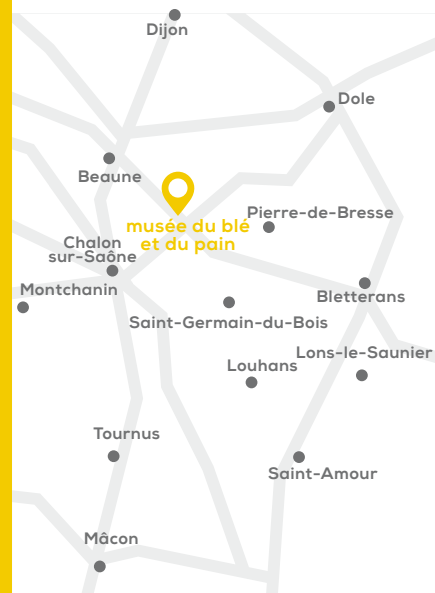 Dijon
Dole
Beaune
musée du blé
et du pain
Pierre-de-Bresse
Chalon
sur-Saône
Montchanin
Bletterans
Saint-Germain-du-Bois
Lons-le-Saunier
Louhans
Tournus
Saint-Amour
Mâcon